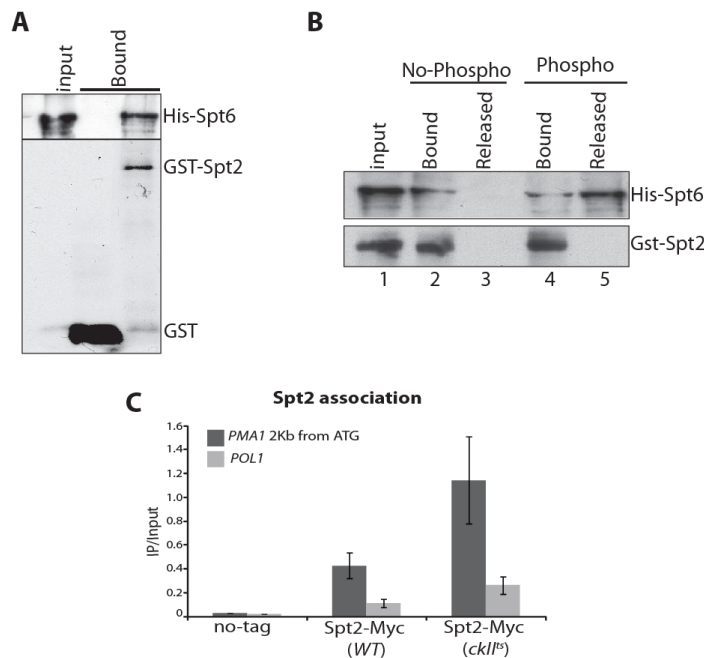 A
input
Bound
His-Spt6
GST-Spt2
GST
B
No-Phospho
Phospho
input
Bound
Released
Bound
Released
His-Spt6
Gst-Spt2
1 2 3 4 5
C
Spt2 association
PMA1 2Kb from ATG
POL1
IP/Input
1.6
1.4
1.2
1.0
0.8
0.6
0.4
0.2
0
no-tag
Spt2-Myc
(WT)
Spt2-Myc
(ckIIts)